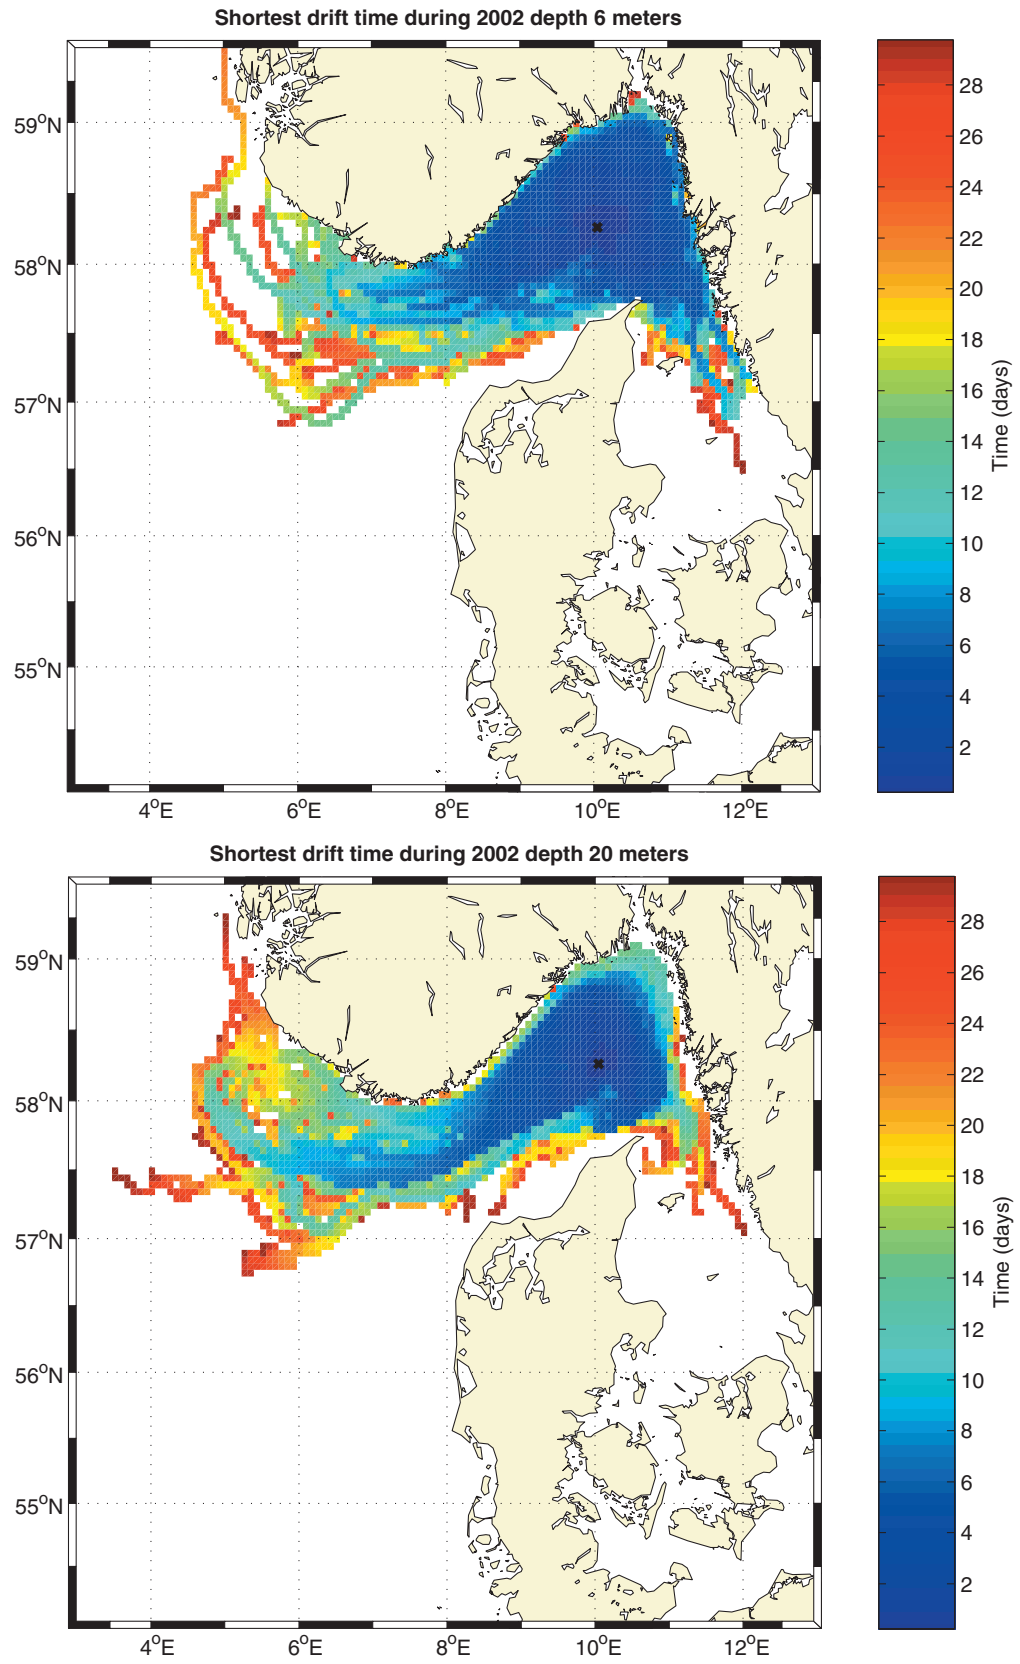 Shortest drift time during 2002 depth 6 meters
59°N
58°N
57°N
56°N
55°N
4°E
6°E
8°E
10°E
12°E
28
26
24
22
20
18
16
14
12
10
8
6
4
2
Time (days)
Shortest drift time during 2002 depth 20 meters
59°N
58°N
57°N
56°N
55°N
4°E
6°E
8°E
10°E
12°E
28
26
24
22
20
18
16
14
12
10
8
6
4
2
Time (days)